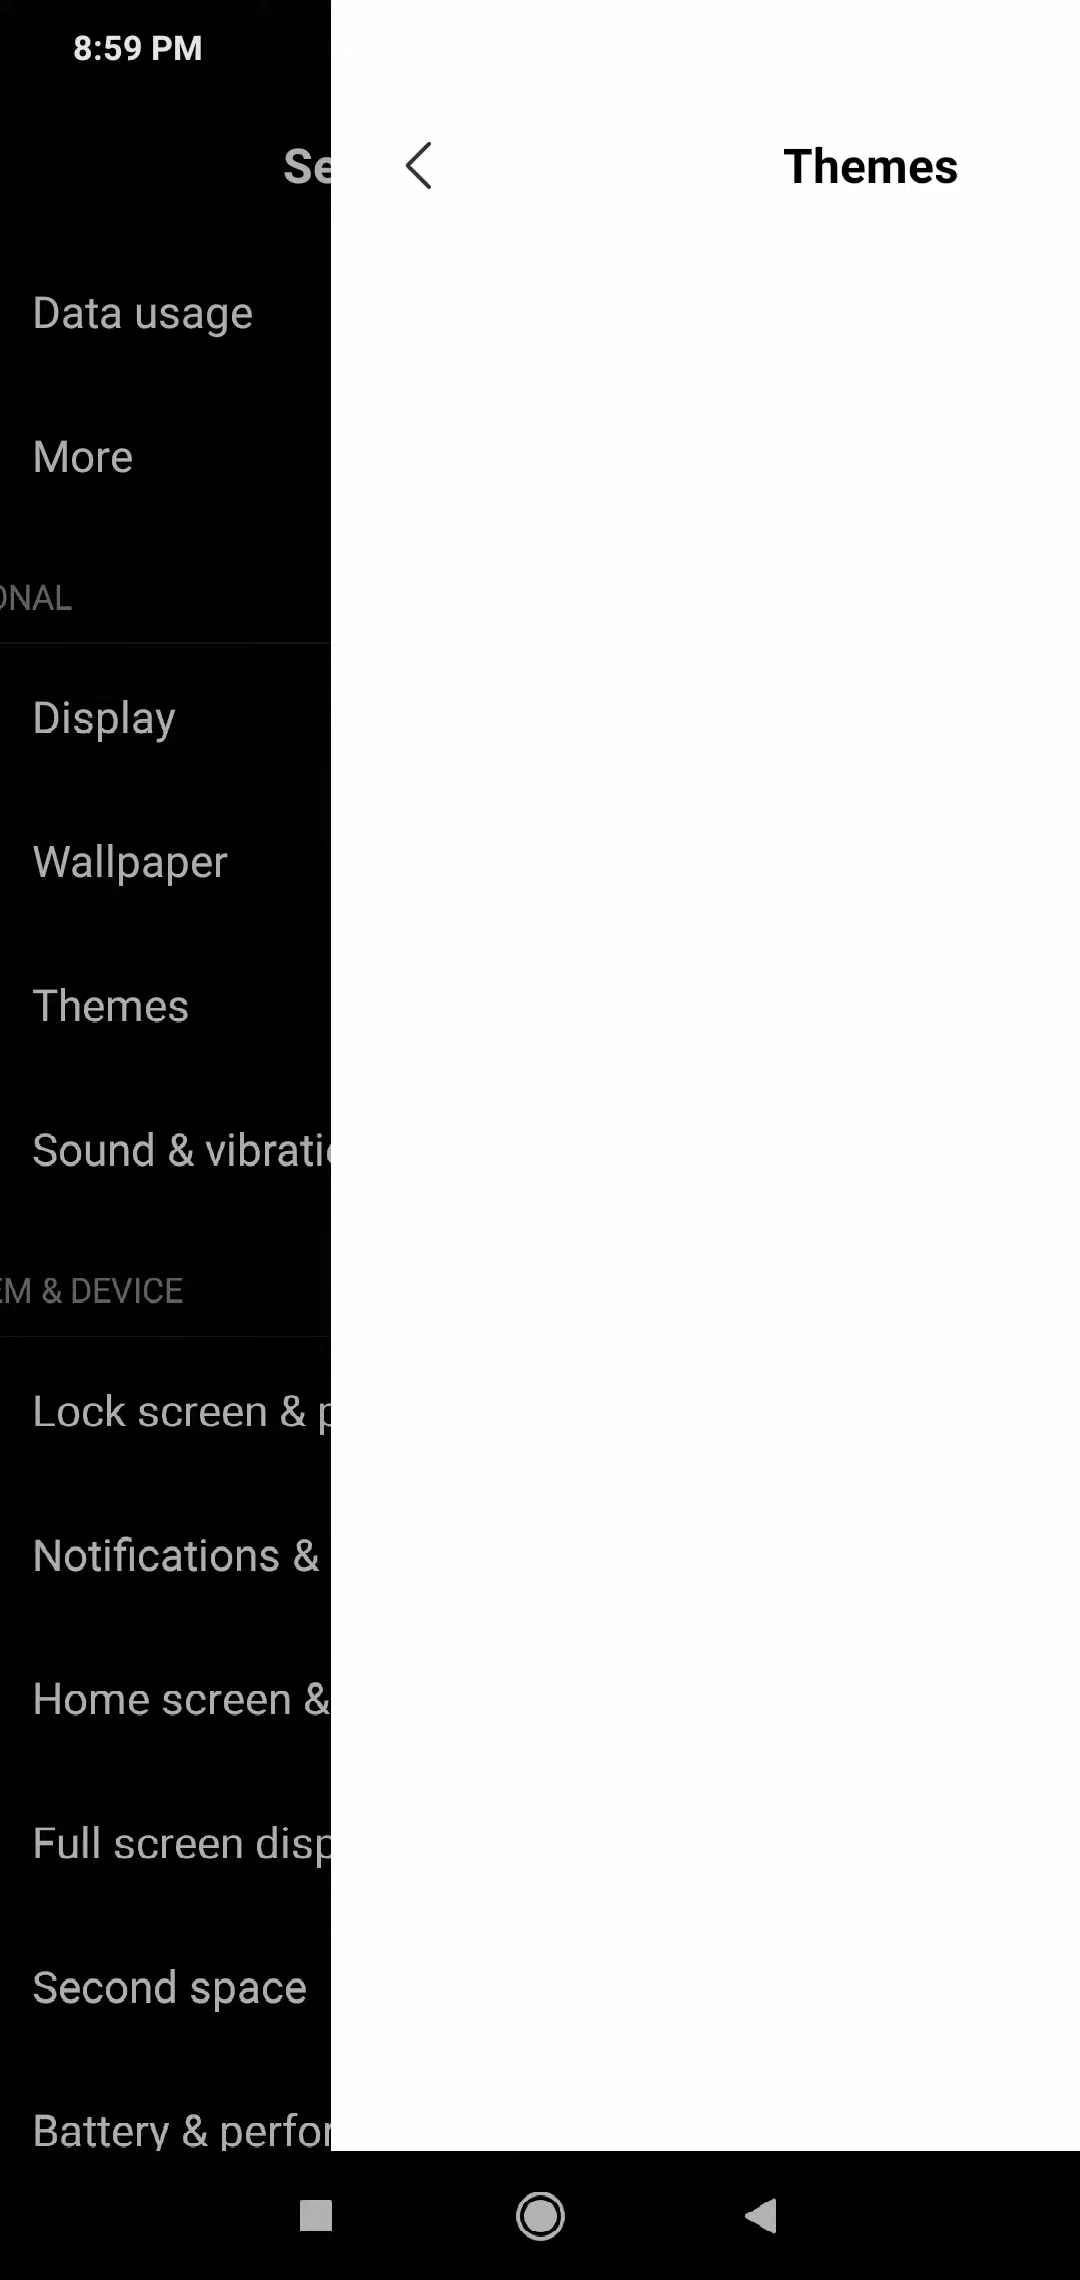 8:59 PM
Se
Themes
Data usage
More
ONAL
Display
Wallpaper
Themes
Sound & vibratio
EM & DEVICE
Lock screen & p
Notifications &
Home screen &
Full screen disp
Second space
Battery & perfor